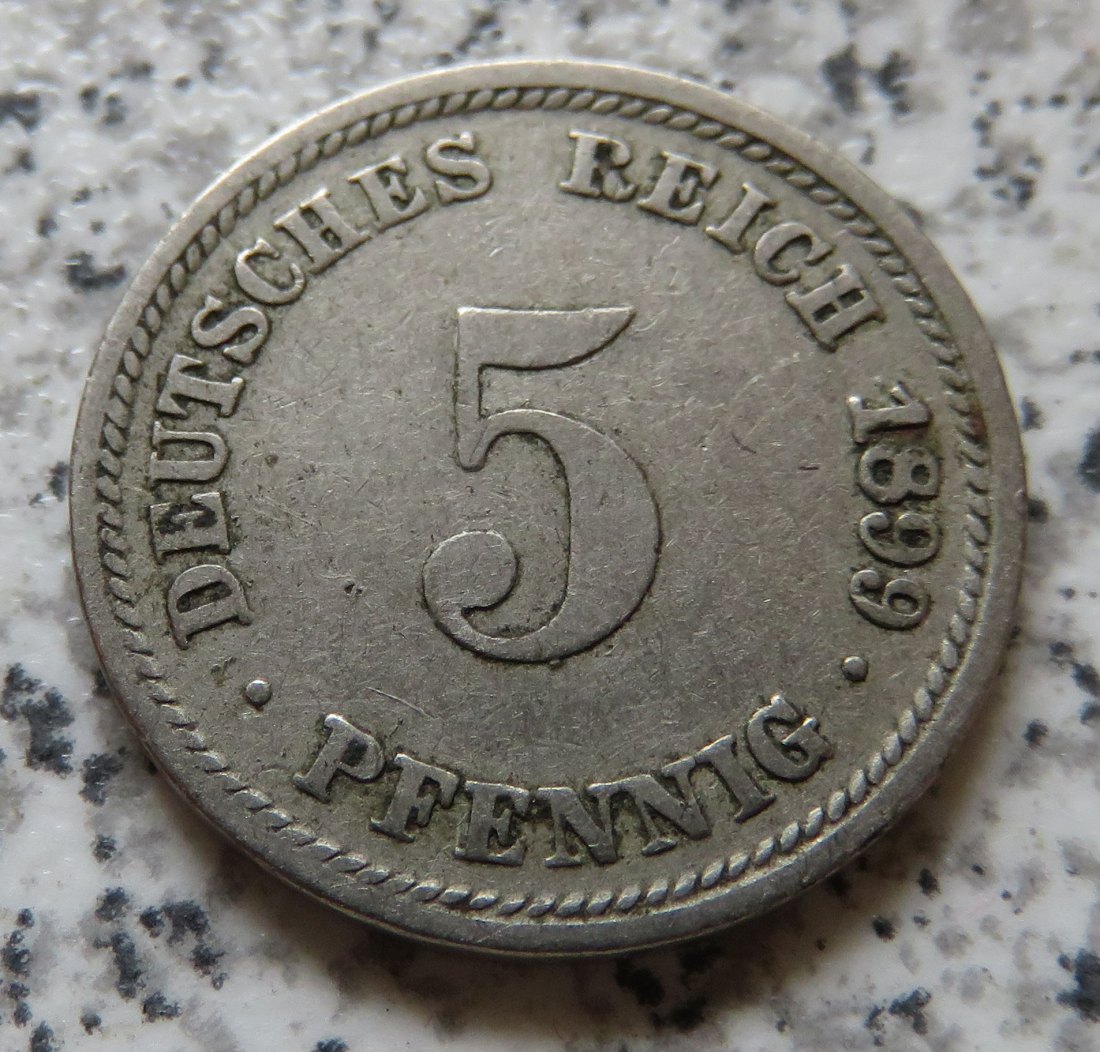 DEUTSCHES REICH 1899
5
• PFENNIG •